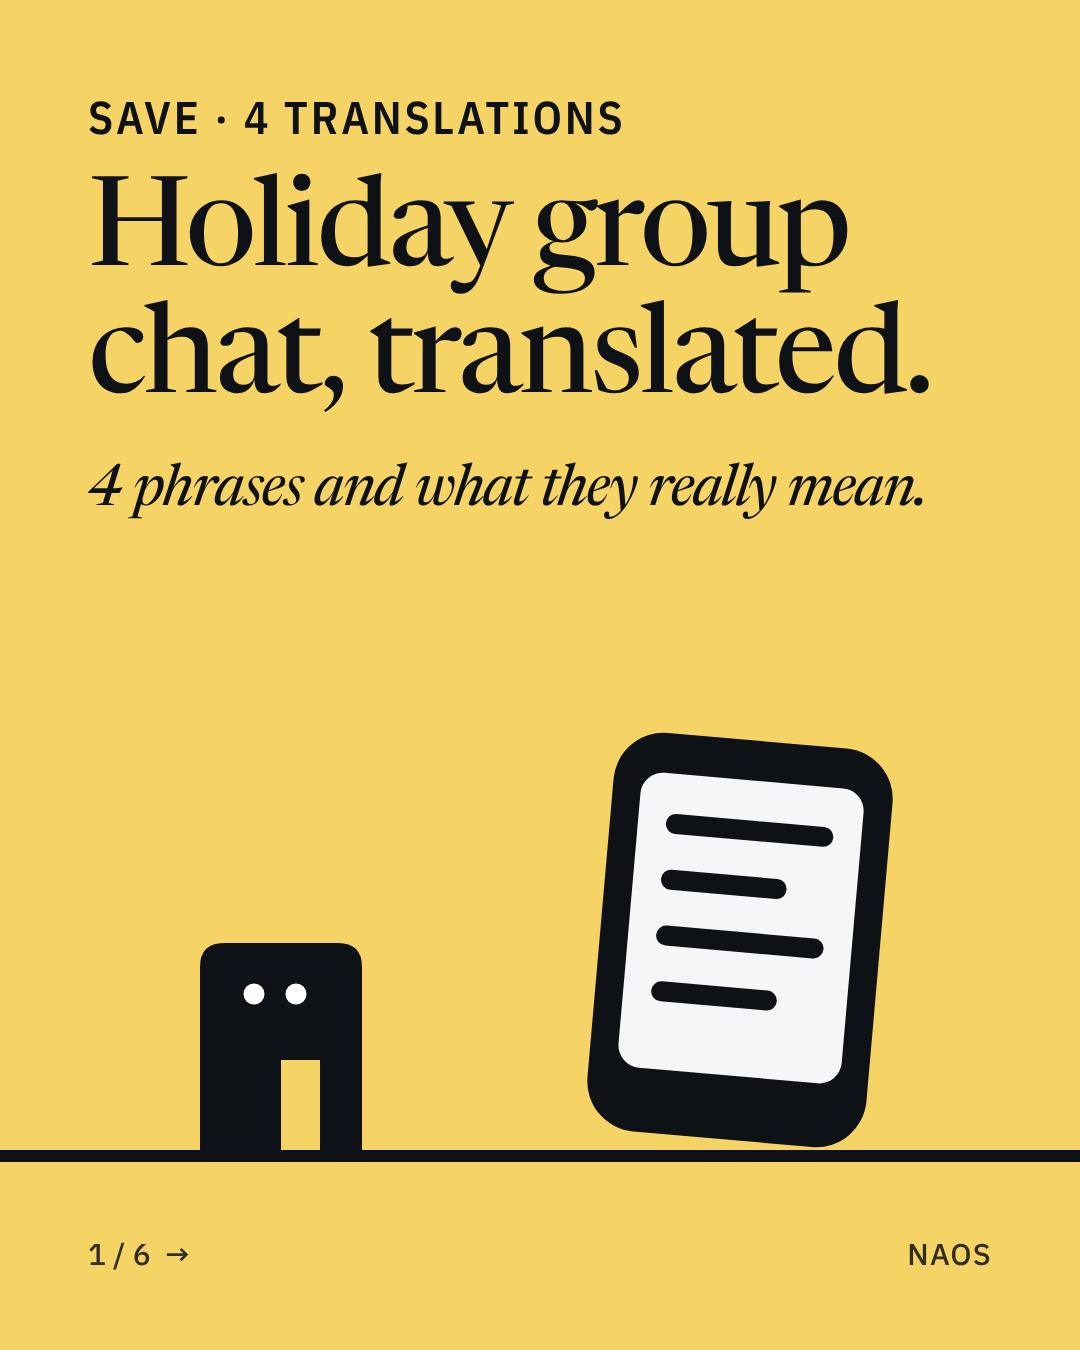 SAVE · 4 TRANSLATIONS
Holiday group
chat, translated.
4 phrases and what they really mean.
1 / 6 →
NAOS